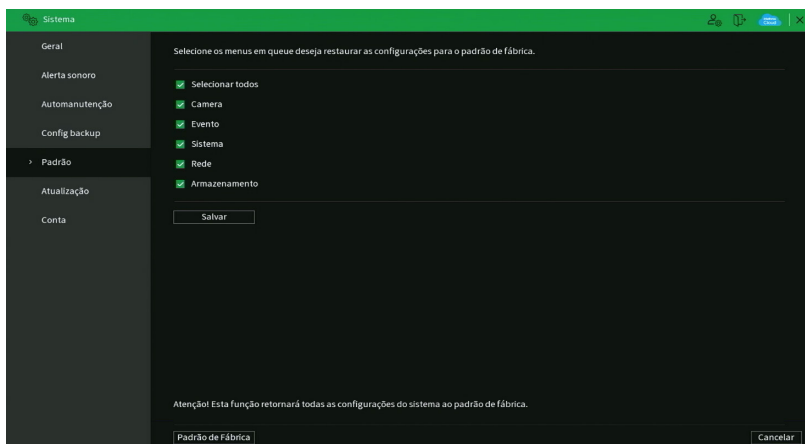 Sistema
Geral
Alerta sonoro
Automanutenção
Config backup
Padrão
Atualização
Conta
Selecione os menus em queue deseja restaurar as configurações para o padrão de fábrica.
Selecionar todos
Camera
Evento
Sistema
Rede
Armazenamento
Salvar
Atenção! Esta função retornará todas as configurações do sistema ao padrão de fábrica.
Padrão de Fábrica
Cancelar